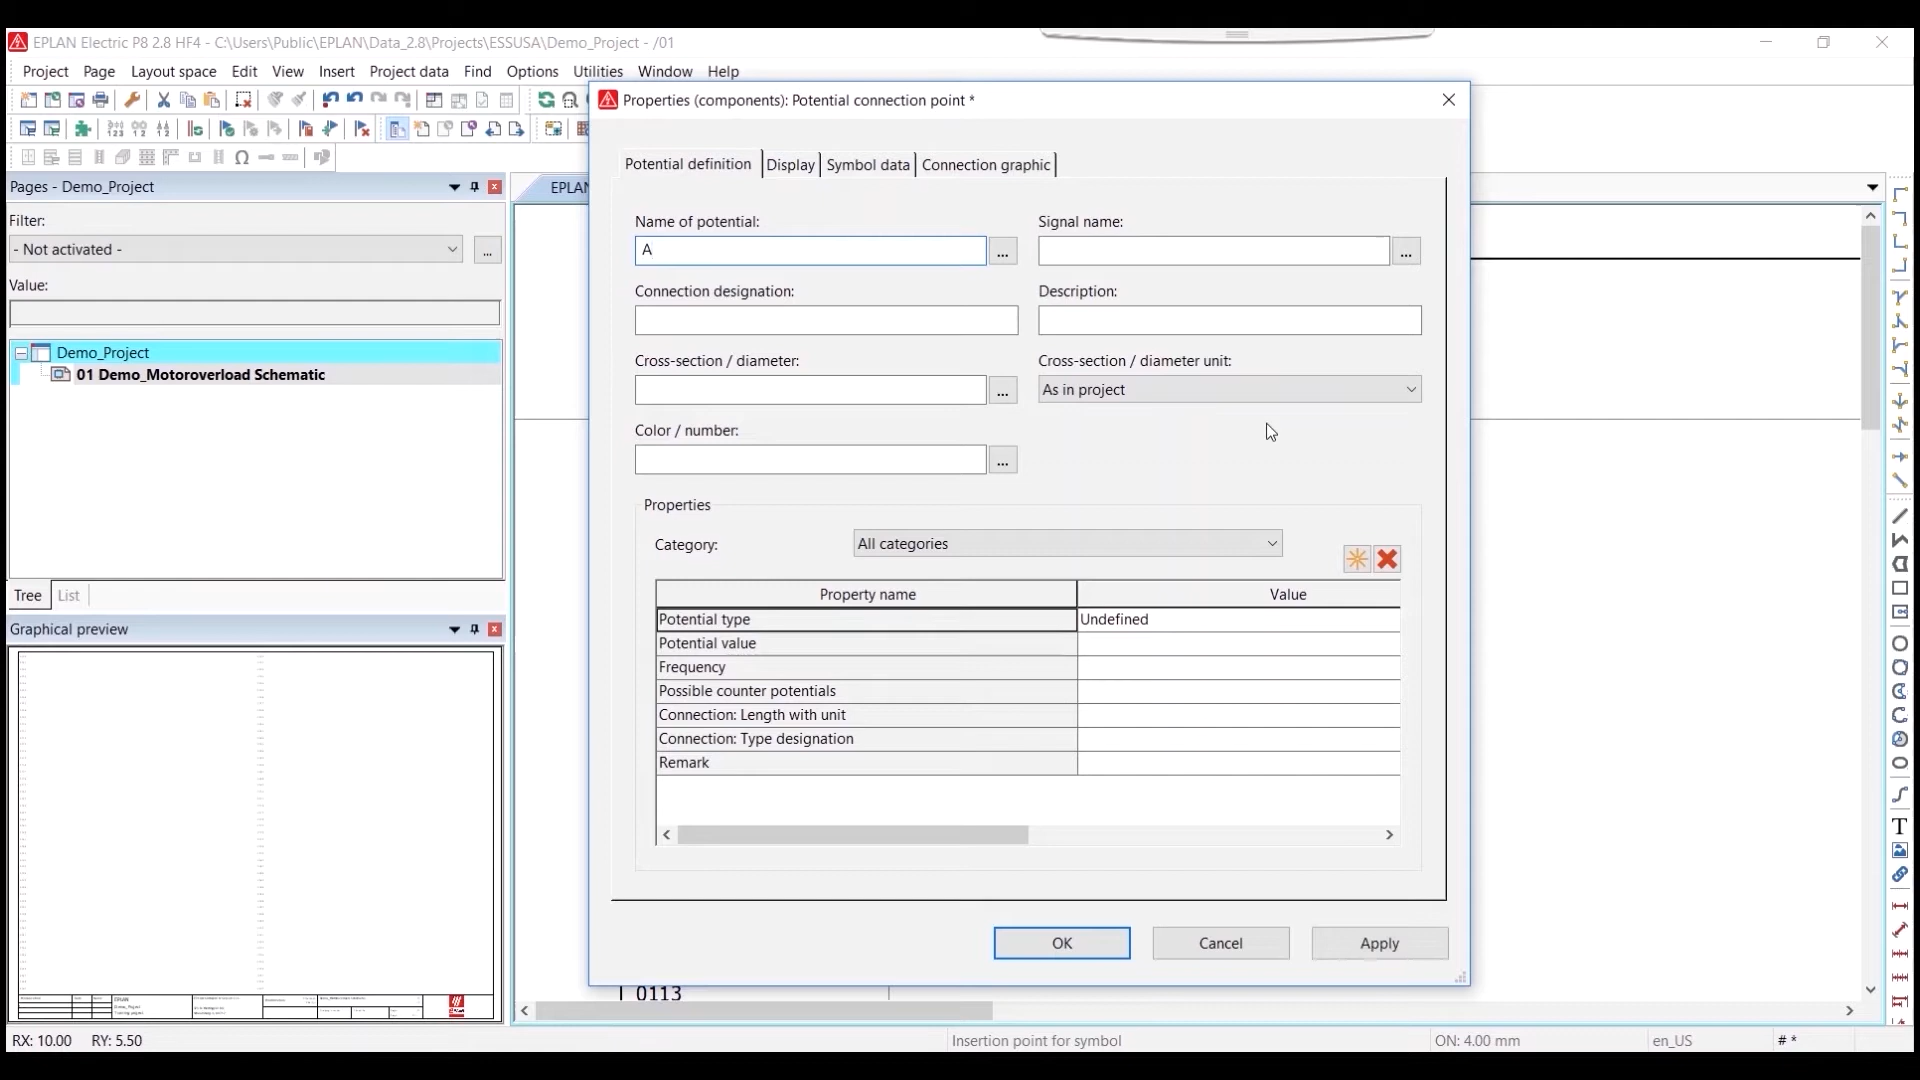 EPLAN Electric P8 2.8 HF4 - C:\Users\Public\EPLAN\Data_2.8\Projects\ESSUSA\Demo_Project - /01
Project Page Layout space Edit View Insert Project data Find Options Utilities Window Help
Properties (components): Potential connection point *
Pages - Demo_Project
EPLAN
Filter:
- Not activated -
...
Value:
Demo_Project
01 Demo_Motoroverload Schematic
Tree List
Graphical preview
Potential definition Display Symbol data Connection graphic
Name of potential: Signal name:
A ... ...
Connection designation: Description:
Cross-section / diameter: Cross-section / diameter unit:
... As in project
Color / number:
...
Properties
Category: All categories
Property name Value
Potential type Undefined
Potential value
Frequency
Possible counter potentials
Connection: Length with unit
Connection: Type designation
Remark
OK Cancel Apply
0113
T
RX: 10.00 RY: 5.50 Insertion point for symbol ON: 4.00 mm en_US # *